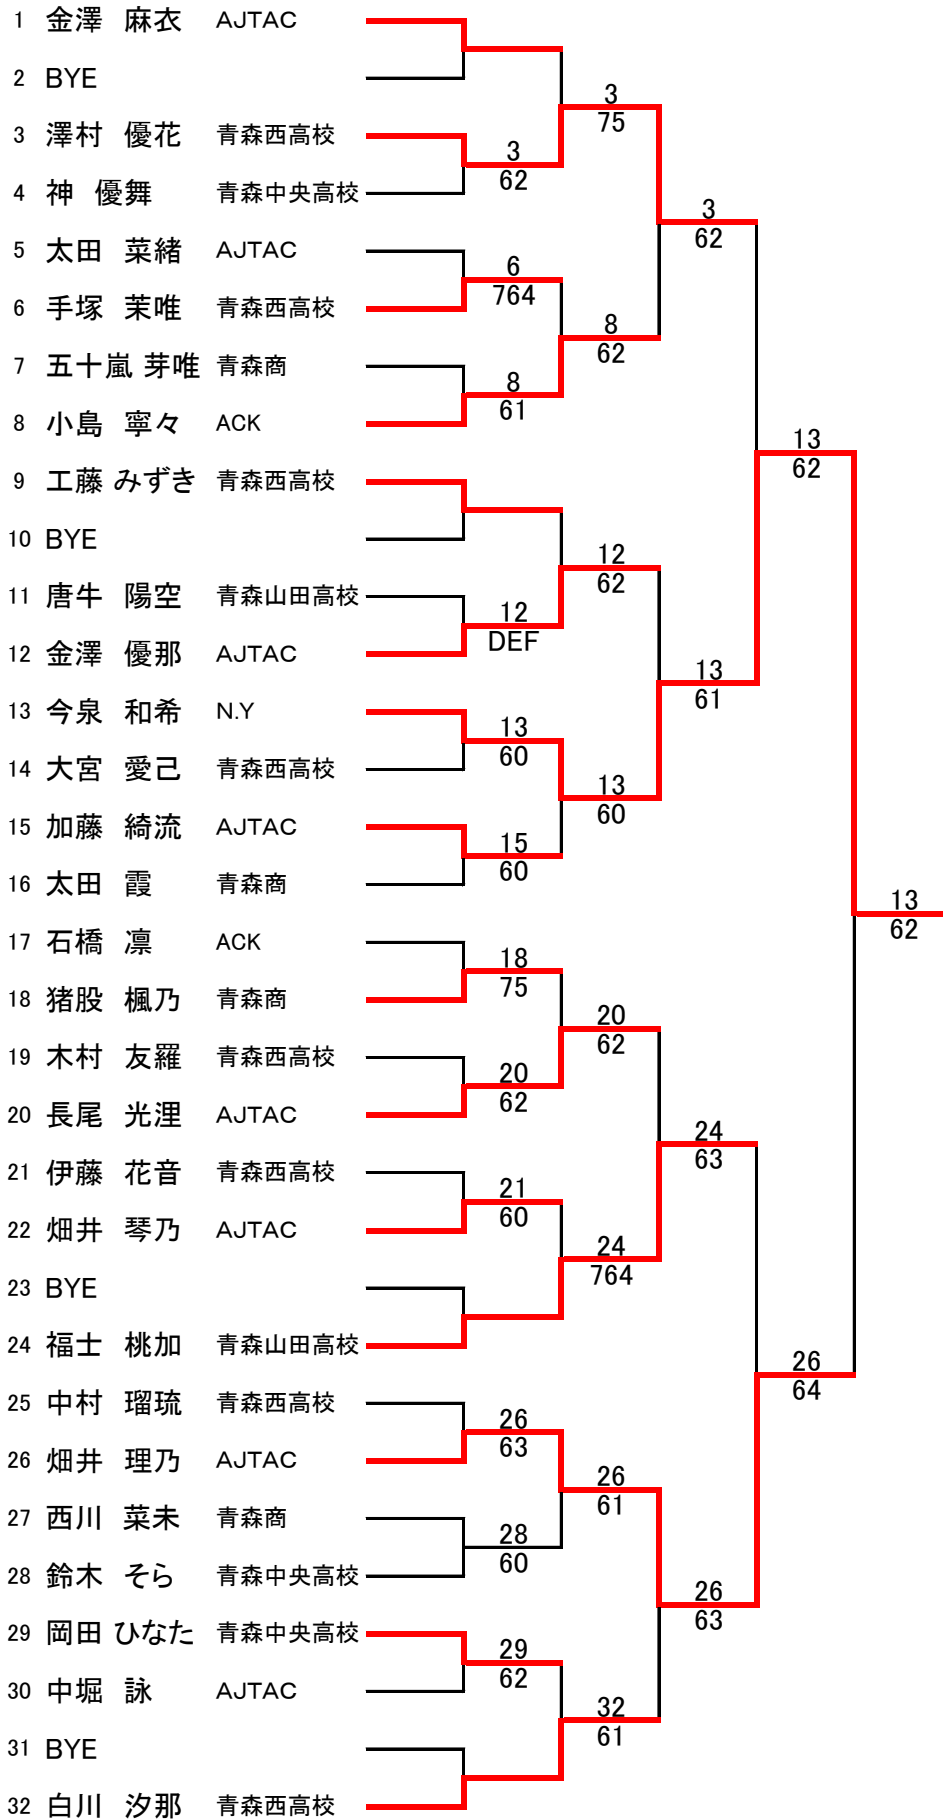 1 金澤 麻衣 AJTAC
2 BYE
3 澤村 優花 青森西高校
4 神 優舞 青森中央高校
5 太田 菜緒 AJTAC
6 手塚 茉唯 青森西高校
7 五十嵐 芽唯 青森商
8 小島 寧々 ACK
9 工藤 みずき 青森西高校
10 BYE
11 唐牛 陽空 青森山田高校
12 金澤 優那 AJTAC
13 今泉 和希 N.Y
14 大宮 愛己 青森西高校
15 加藤 綺流 AJTAC
16 太田 霞 青森商
17 石橋 凛 ACK
18 猪股 楓乃 青森商
19 木村 友羅 青森西高校
20 長尾 光浬 AJTAC
21 伊藤 花音 青森西高校
22 畑井 琴乃 AJTAC
23 BYE
24 福士 桃加 青森山田高校
25 中村 瑠琉 青森西高校
26 畑井 理乃 AJTAC
27 西川 菜未 青森商
28 鈴木 そら 青森中央高校
29 岡田 ひなた 青森中央高校
30 中堀 詠 AJTAC
31 BYE
32 白川 汐那 青森西高校
3
62
6
764
8
61
12
DEF
13
60
15
60
18
75
20
62
21
60
26
63
28
60
29
62
3
75
8
62
12
62
13
60
20
62
24
764
26
61
32
61
3
62
13
61
24
63
26
63
13
62
26
64
13
62